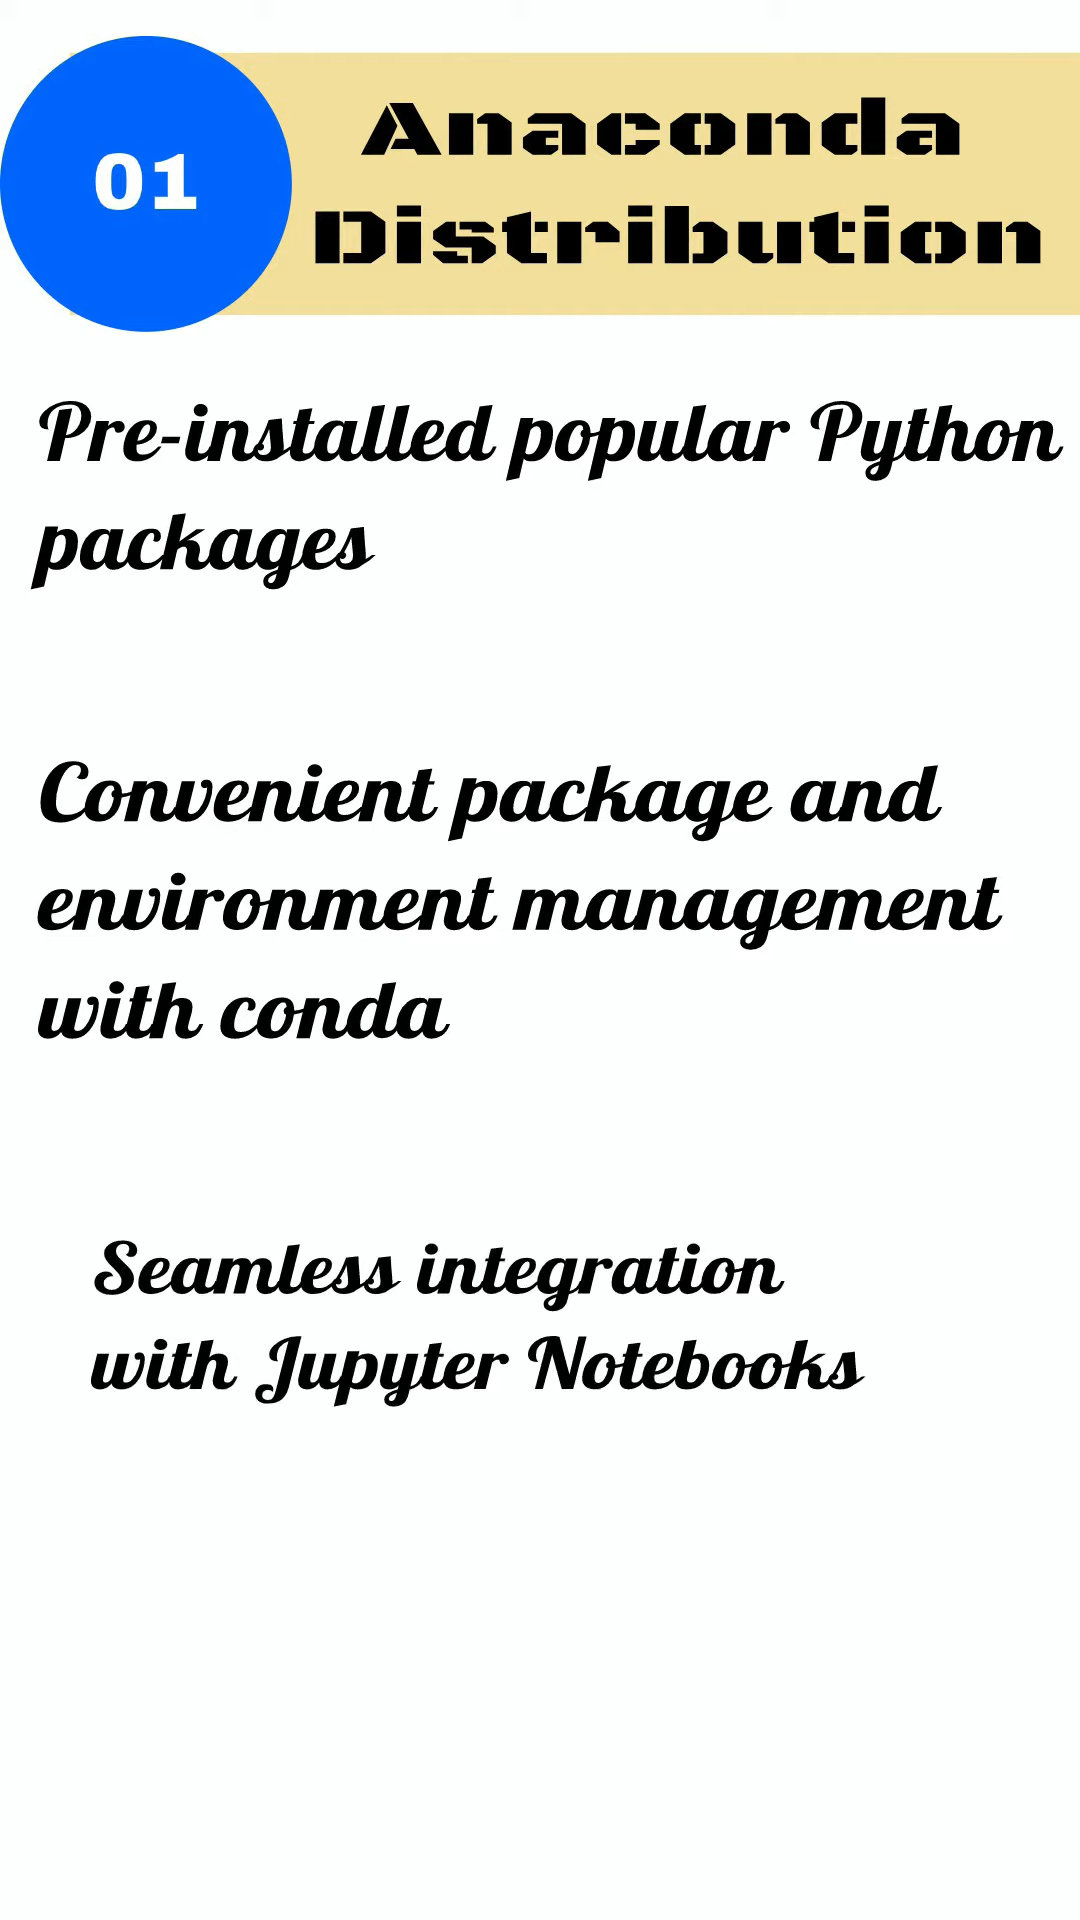 01
Anaconda
Distribution
Pre-installed popular Python
packages
Convenient package and
environment management
with conda
Seamless integration
with Jupyter Notebooks